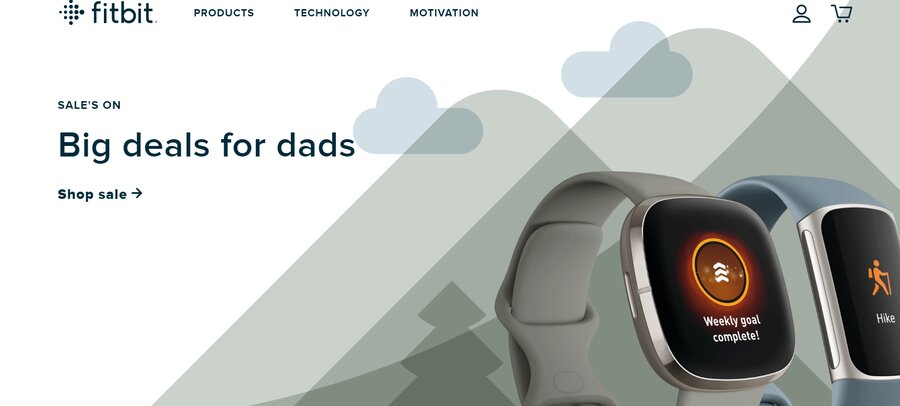 fitbit
PRODUCTS
TECHNOLOGY
MOTIVATION
SALE'S ON
Big deals for dads
Shop sale →
Weekly goal
complete!
Hike